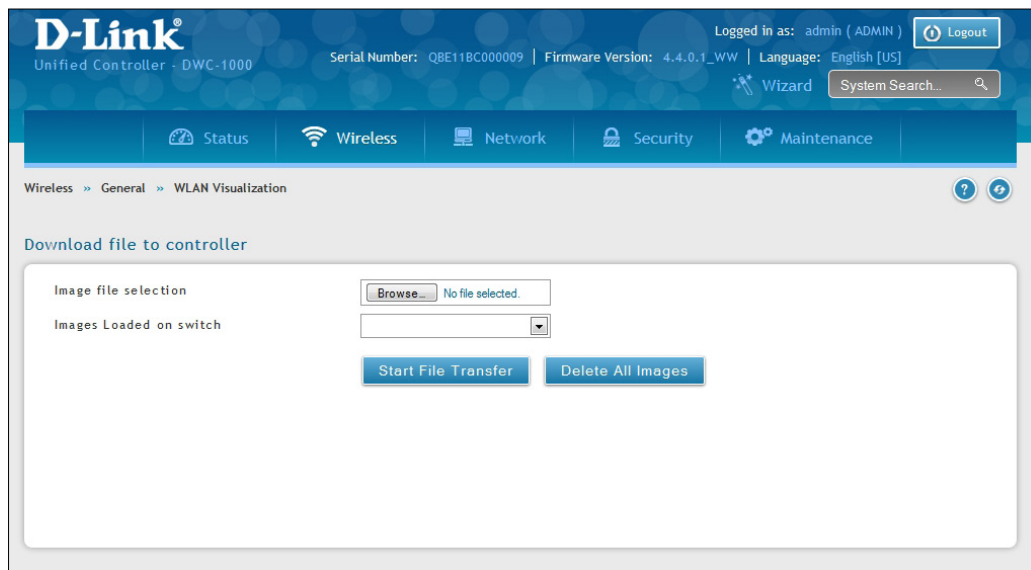 D-Link®
Unified Controller - DWC-1000
Logged in as: admin ( ADMIN )
Logout
Serial Number: QBE11BC000009 | Firmware Version: 4.4.0.1_WW | Language: English [US]
Wizard
System Search...
Status
Wireless
Network
Security
Maintenance
Wireless » General » WLAN Visualization
?
Download file to controller
Image file selection
Browse... No file selected.
Images Loaded on switch
Start File Transfer
Delete All Images